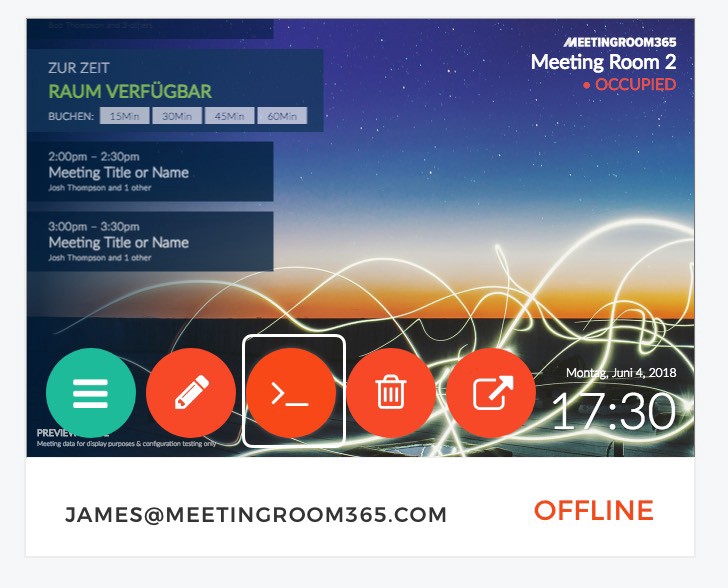 ZUR ZEIT
RAUM VERFÜGBAR
BUCHEN: 15Min 30Min 45Min 60Min
2:00pm – 2:30pm
Meeting Title or Name
Josh Thompson and 1 other
3:00pm – 3:30pm
Meeting Title or Name
Josh Thompson and 1 other
MEETINGROOM365
Meeting Room 2
• OCCUPIED
Montag, Juni 4, 2018
17:30
Meeting data for display purposes & configuration testing only
JAMES@MEETINGROOM365.COM
OFFLINE